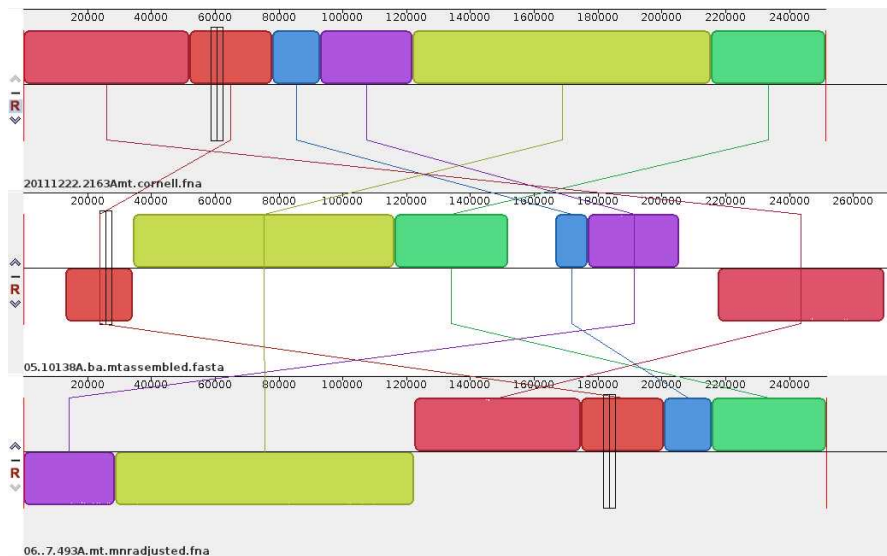 20000 40000 60000 80000 100000 120000 140000 160000 180000 200000 220000 240000
R
20111222.2163Amt.cornell.fna
20000 40000 60000 80000 100000 120000 140000 160000 180000 200000 220000 240000 260000
R
05.10138A.ba.mtassembled.fasta
20000 40000 60000 80000 100000 120000 140000 160000 180000 200000 220000 240000
R
06..7.493A.mt.mnradjusted.fna